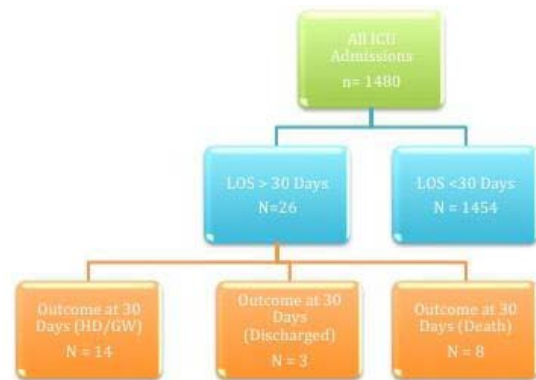 All ICU
Admissions
n= 1480
LOS > 30 Days
N=26
LOS <30 Days
N = 1454
Outcome at 30
Days (HD/GW)
N = 14
Outcome at 30
Days
(Discharged)
N = 3
Outcome at 30
Days (Death)
N = 8